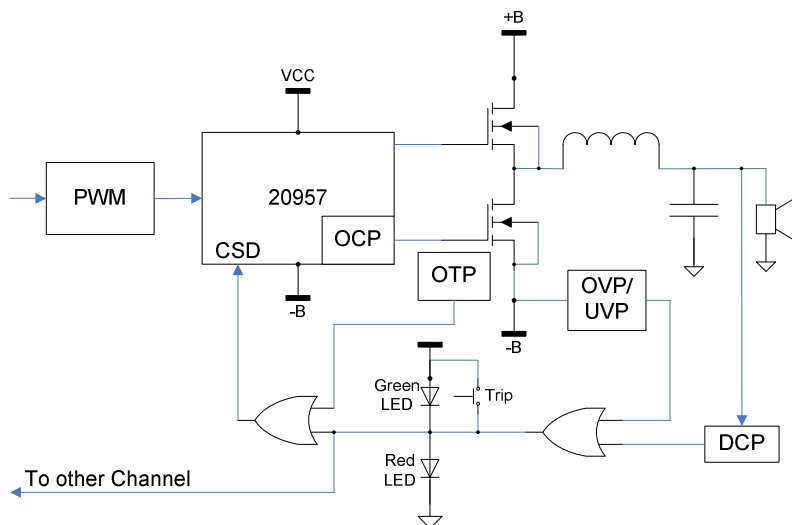 +B
VCC
PWM
20957
OCP
CSD
-B
OTP
OVP/
UVP
-B
Green
LED
Trip
Red
LED
DCP
To other Channel